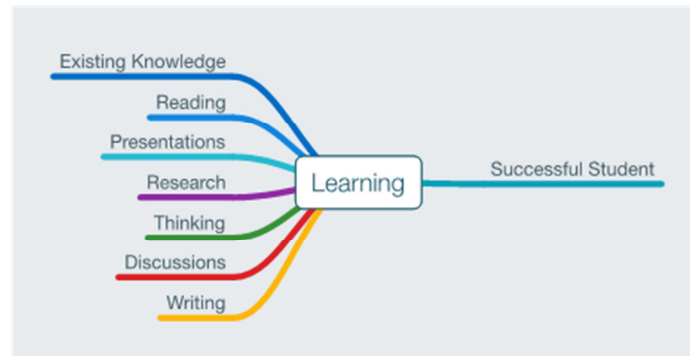 Existing Knowledge
Reading
Presentations
Research
Thinking
Discussions
Writing
Learning
Successful Student